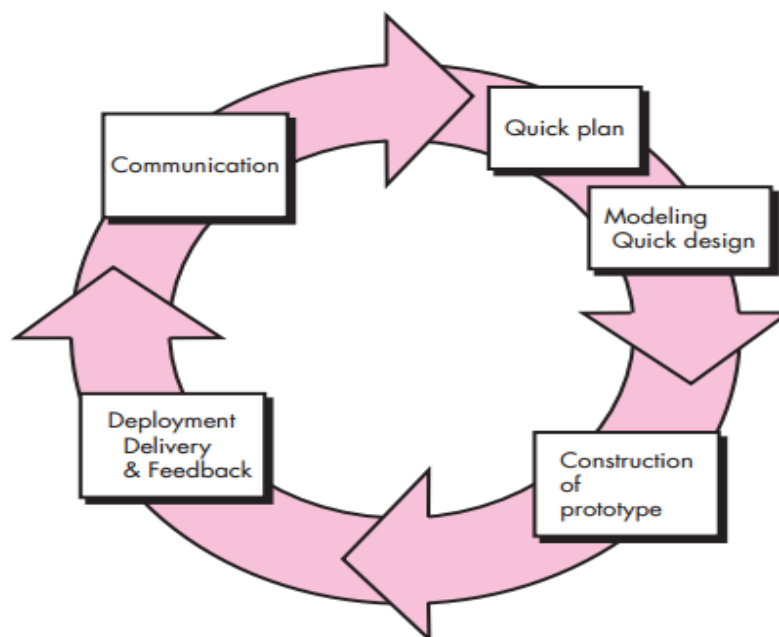 Communication
Quick plan
Modeling
Quick design
Construction
of
prototype
Deployment
Delivery
& Feedback